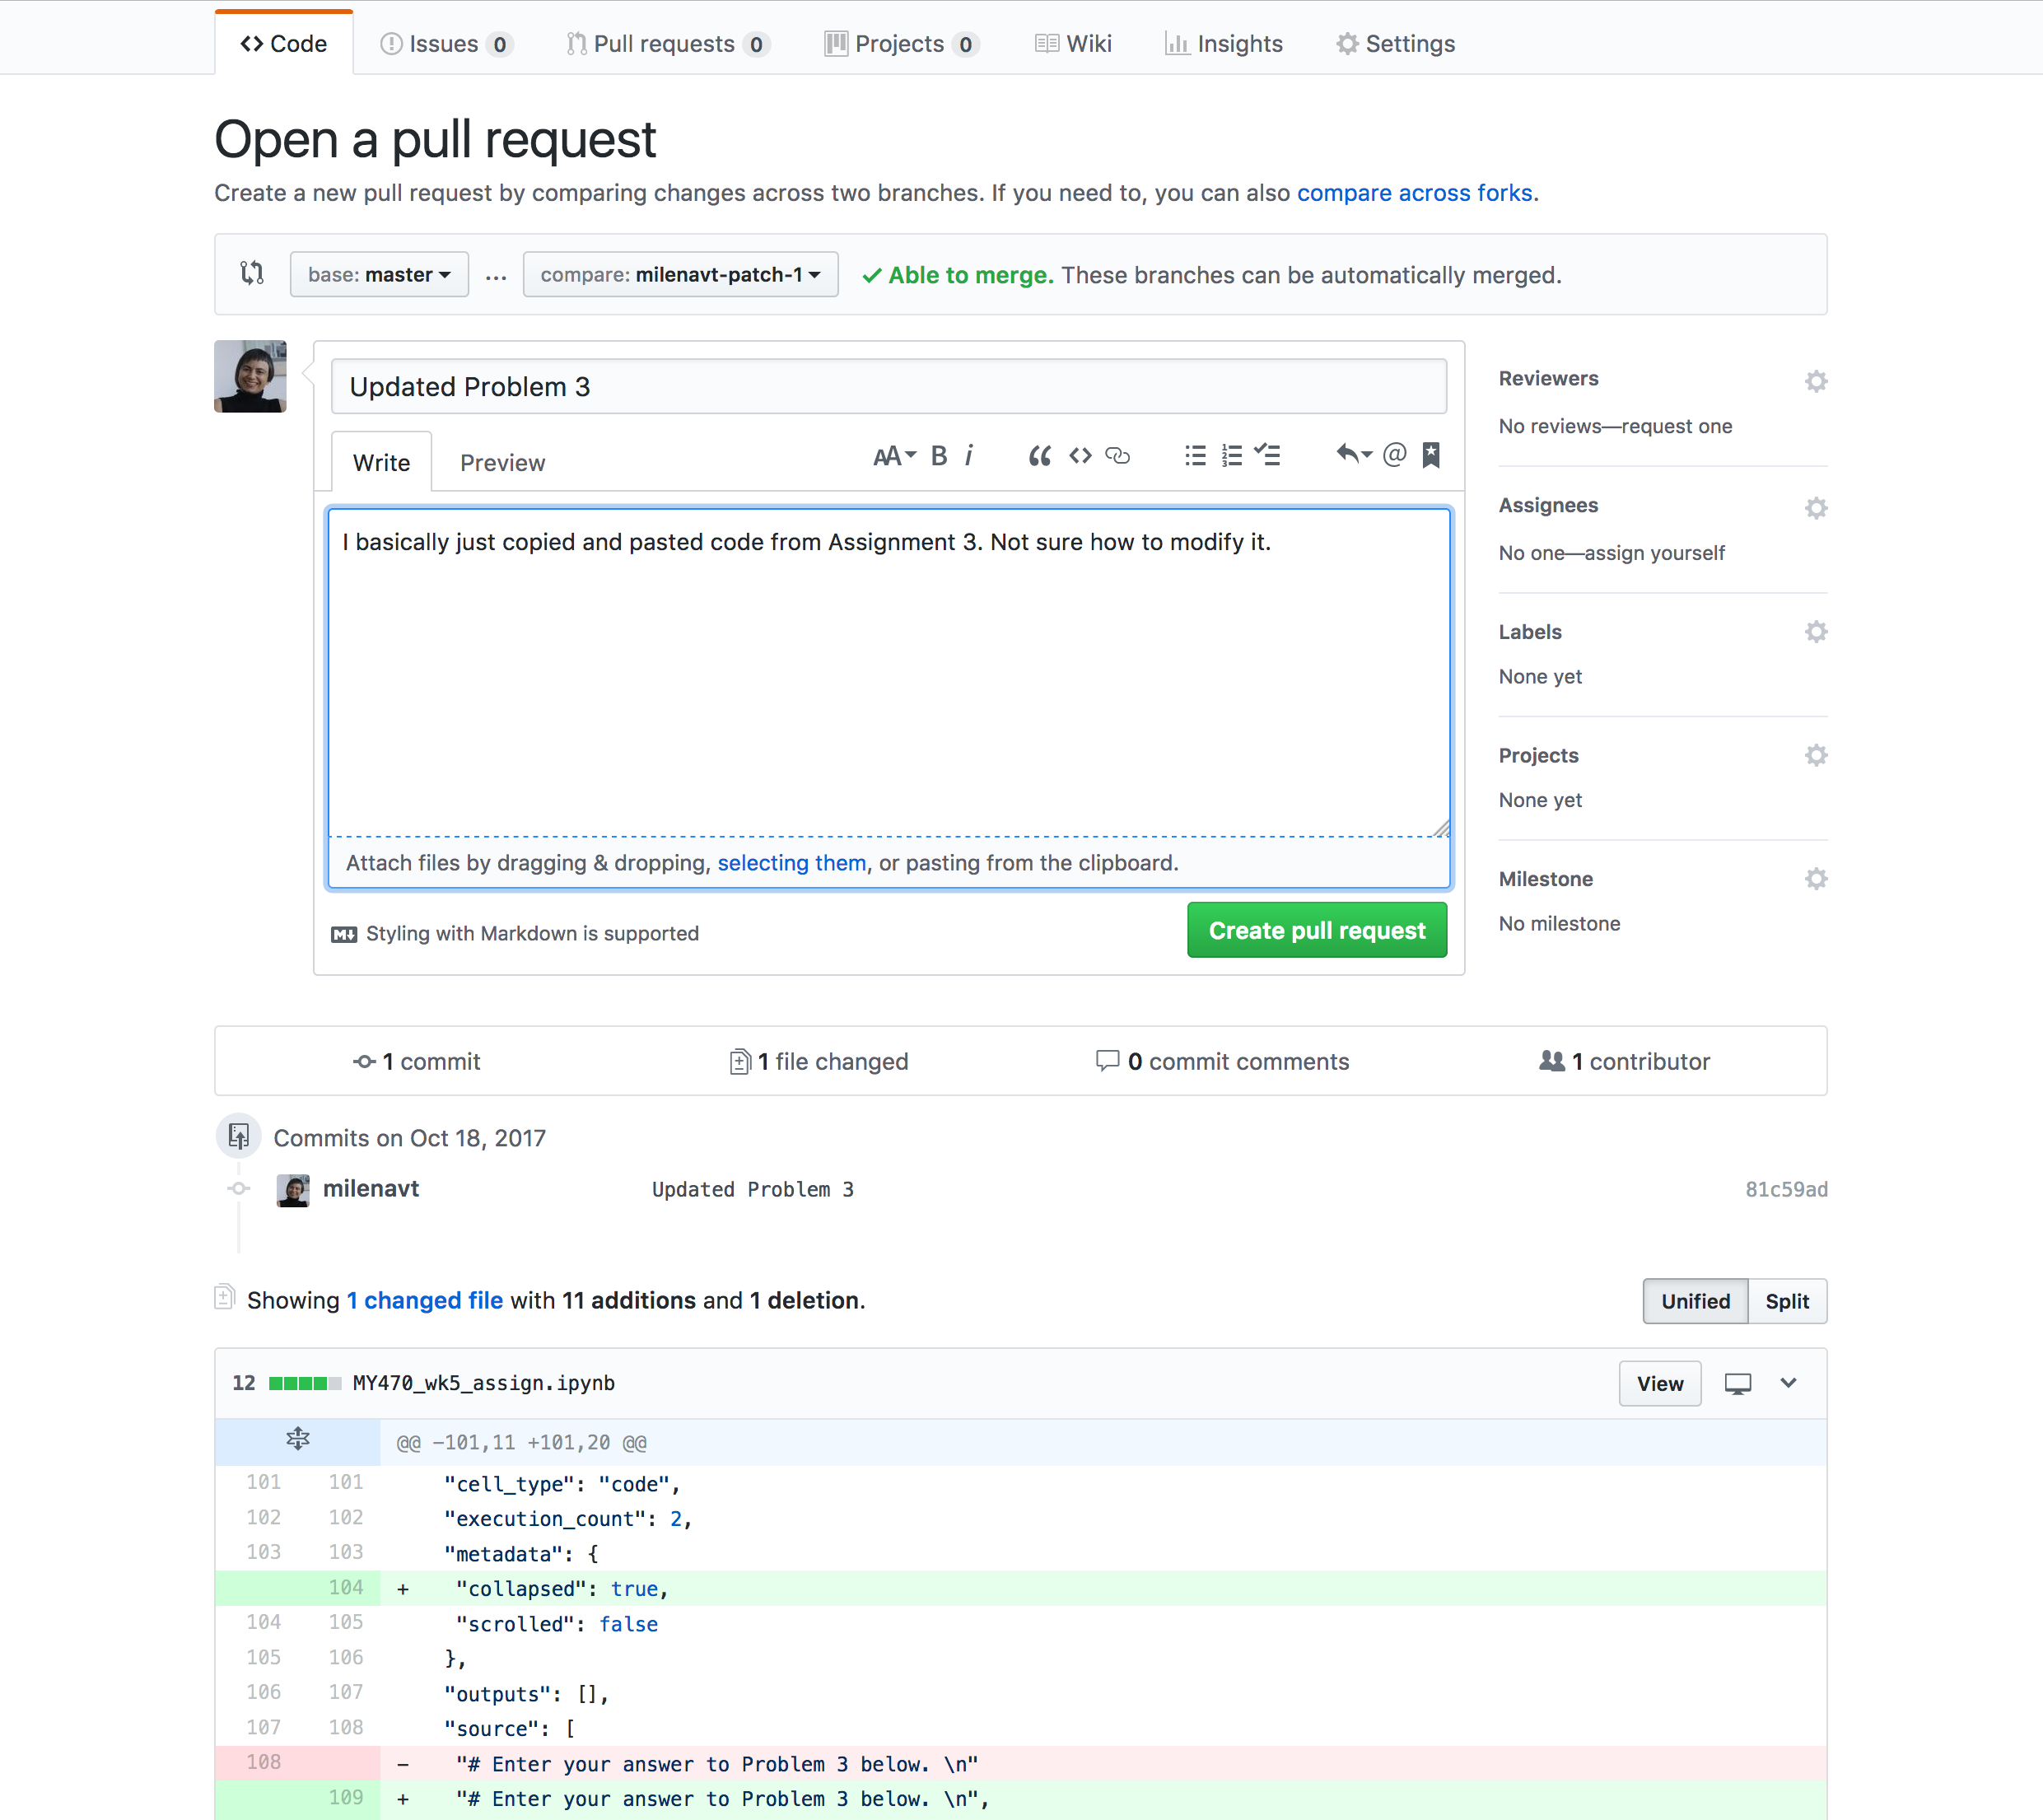 Code Issues 0 Pull requests 0 Projects 0 Wiki Insights Settings
Open a pull request
Create a new pull request by comparing changes across two branches. If you need to, you can also compare across forks.
base: master ... compare: milenavt-patch-1 Able to merge. These branches can be automatically merged.
Updated Problem 3
Write Preview AA B i “ <> @
I basically just copied and pasted code from Assignment 3. Not sure how to modify it.
Attach files by dragging & dropping, selecting them, or pasting from the clipboard.
Styling with Markdown is supported
Create pull request
Reviewers
No reviews—request one
Assignees
No one—assign yourself
Labels
None yet
Projects
None yet
Milestone
No milestone
1 commit 1 file changed 0 commit comments 1 contributor
Commits on Oct 18, 2017
milenavt Updated Problem 3 81c59ad
Showing 1 changed file with 11 additions and 1 deletion.
Unified Split
12 MY470_wk5_assign.ipynb View
@@ -101,11 +101,20 @@
101 101 "cell_type": "code",
102 102 "execution_count": 2,
103 103 "metadata": {
104 + "collapsed": true,
104 105 "scrolled": false
105 106 },
106 107 "outputs": [],
107 108 "source": [
108 - "# Enter your answer to Problem 3 below. \n"
109 + "# Enter your answer to Problem 3 below. \n",